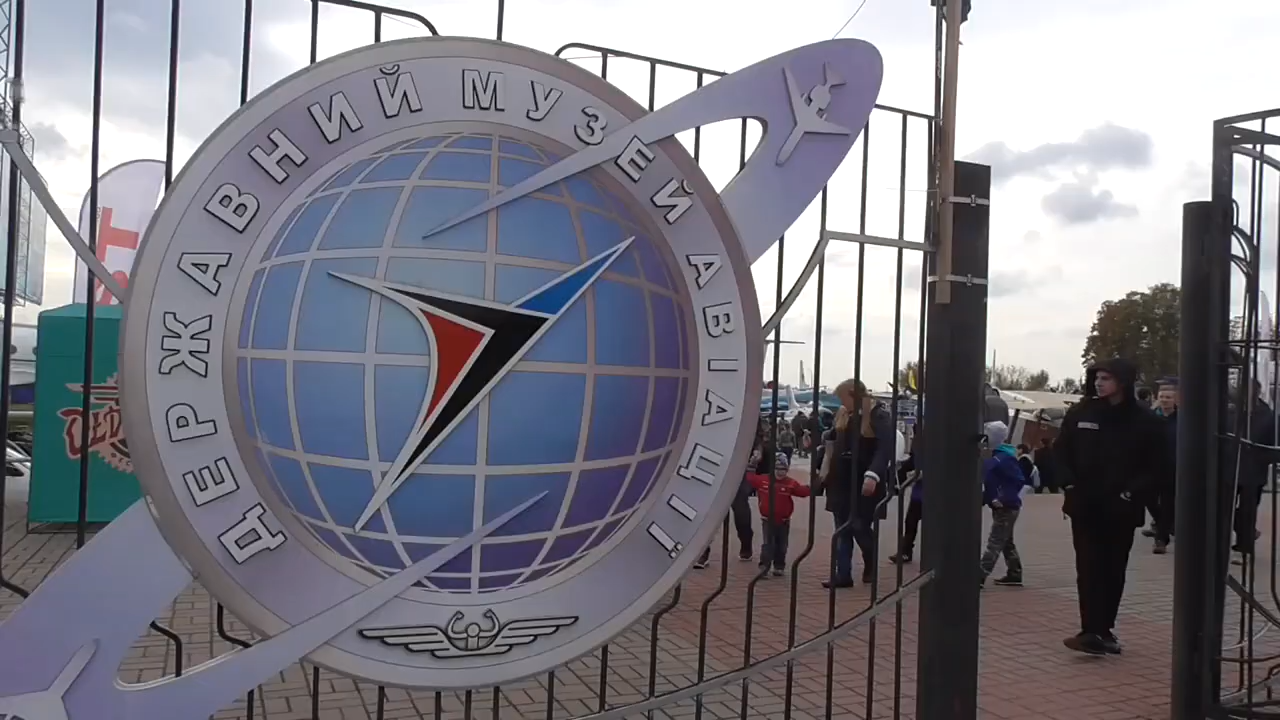 ДЕРЖАВНИЙ МУЗЕЙ АВІАЦІЇ